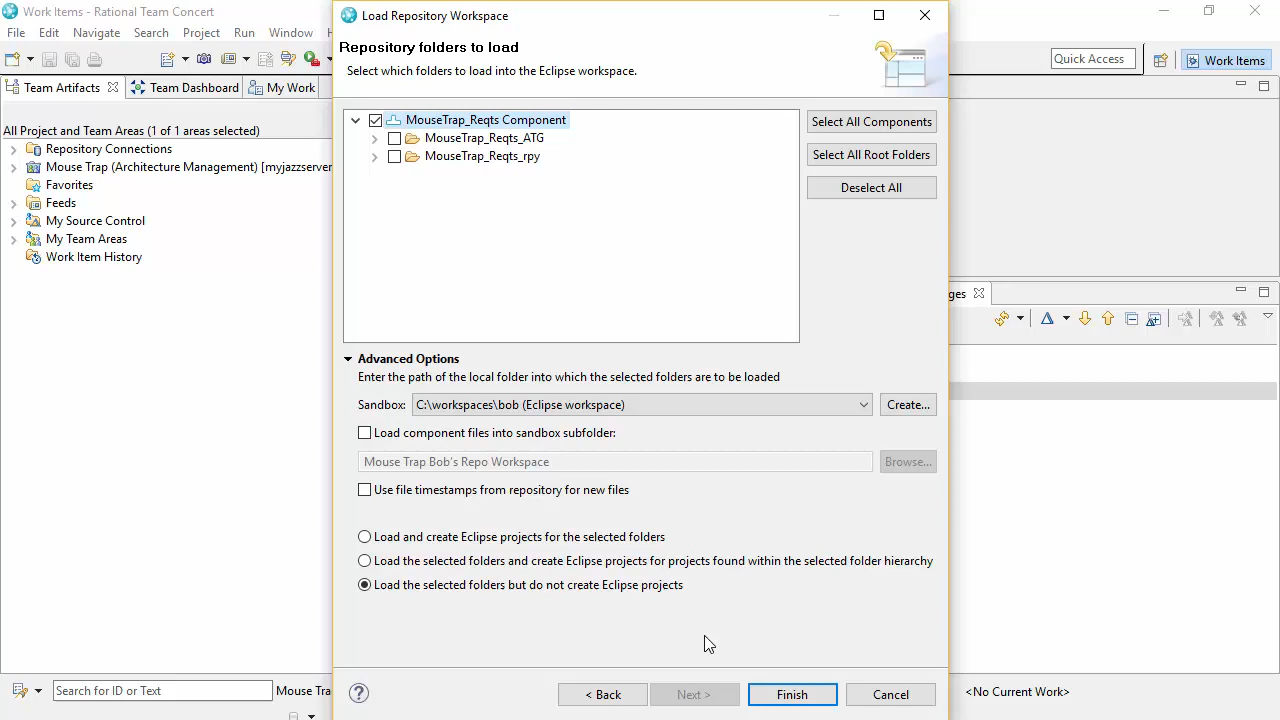 Work Items - Rational Team Concert
File Edit Navigate Search Project Run Window
Quick Access
Work Items
Team Artifacts
Team Dashboard
My Work
All Project and Team Areas (1 of 1 areas selected)
Repository Connections
Mouse Trap (Architecture Management) [myjazzserver
Favorites
Feeds
My Source Control
My Team Areas
Work Item History
Load Repository Workspace
Repository folders to load
Select which folders to load into the Eclipse workspace.
MouseTrap_Reqts Component
MouseTrap_Reqts_ATG
MouseTrap_Reqts_rpy
Select All Components
Select All Root Folders
Deselect All
Advanced Options
Enter the path of the local folder into which the selected folders are to be loaded
Sandbox: C:\workspaces\bob (Eclipse workspace) Create...
Load component files into sandbox subfolder:
Mouse Trap Bob's Repo Workspace Browse...
Use file timestamps from repository for new files
Load and create Eclipse projects for the selected folders
Load the selected folders and create Eclipse projects for projects found within the selected folder hierarchy
Load the selected folders but do not create Eclipse projects
< Back Next > Finish Cancel
ges
Search for ID or Text
Mouse Tra
<No Current Work>